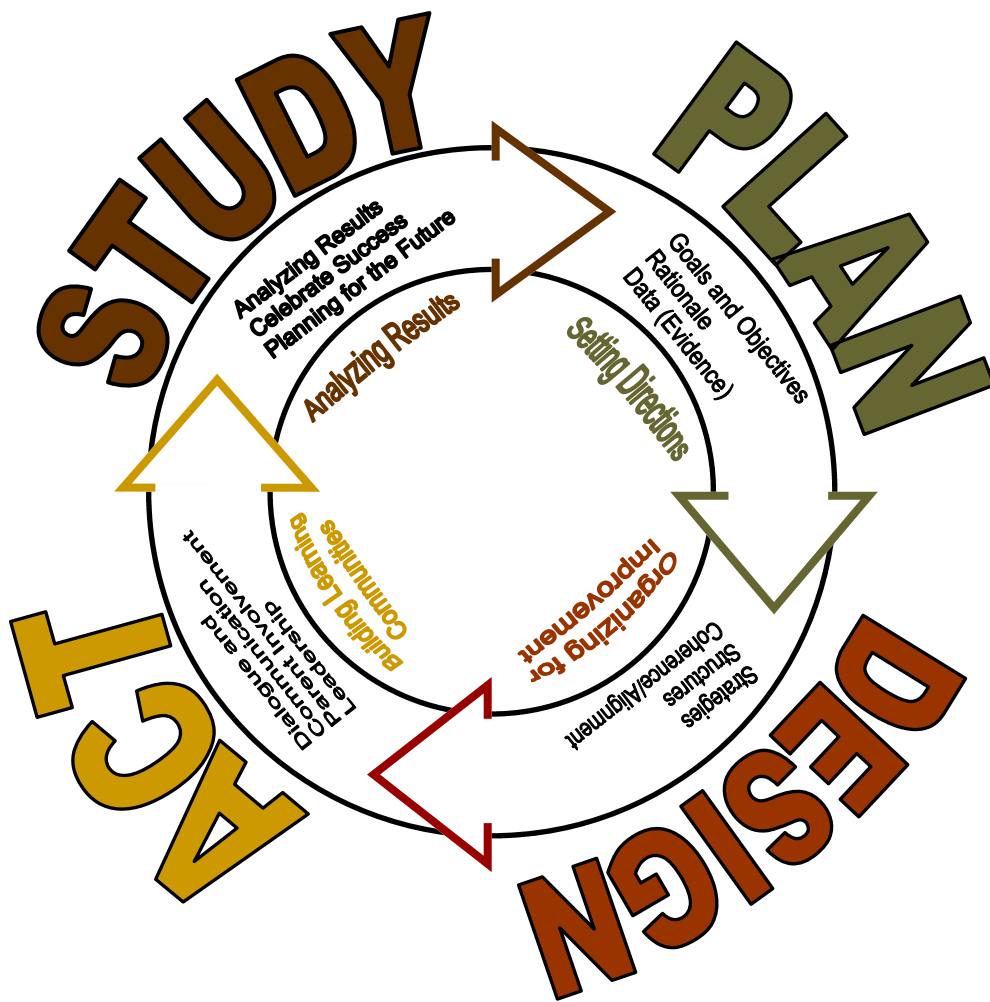 STUDY
Analyzing Results
Celebrate Success
Planning for the Future
Analyzing Results
PLAN
Goals and Objectives
Rationale
Data (Evidence)
Setting Directions
DESIGN
Strategies
Structures
Coherence/Alignment
Organizing for
Improvement
ACT
Dialogue and
Communication
Parent Involvement
Leadership
Building Learning
Communities